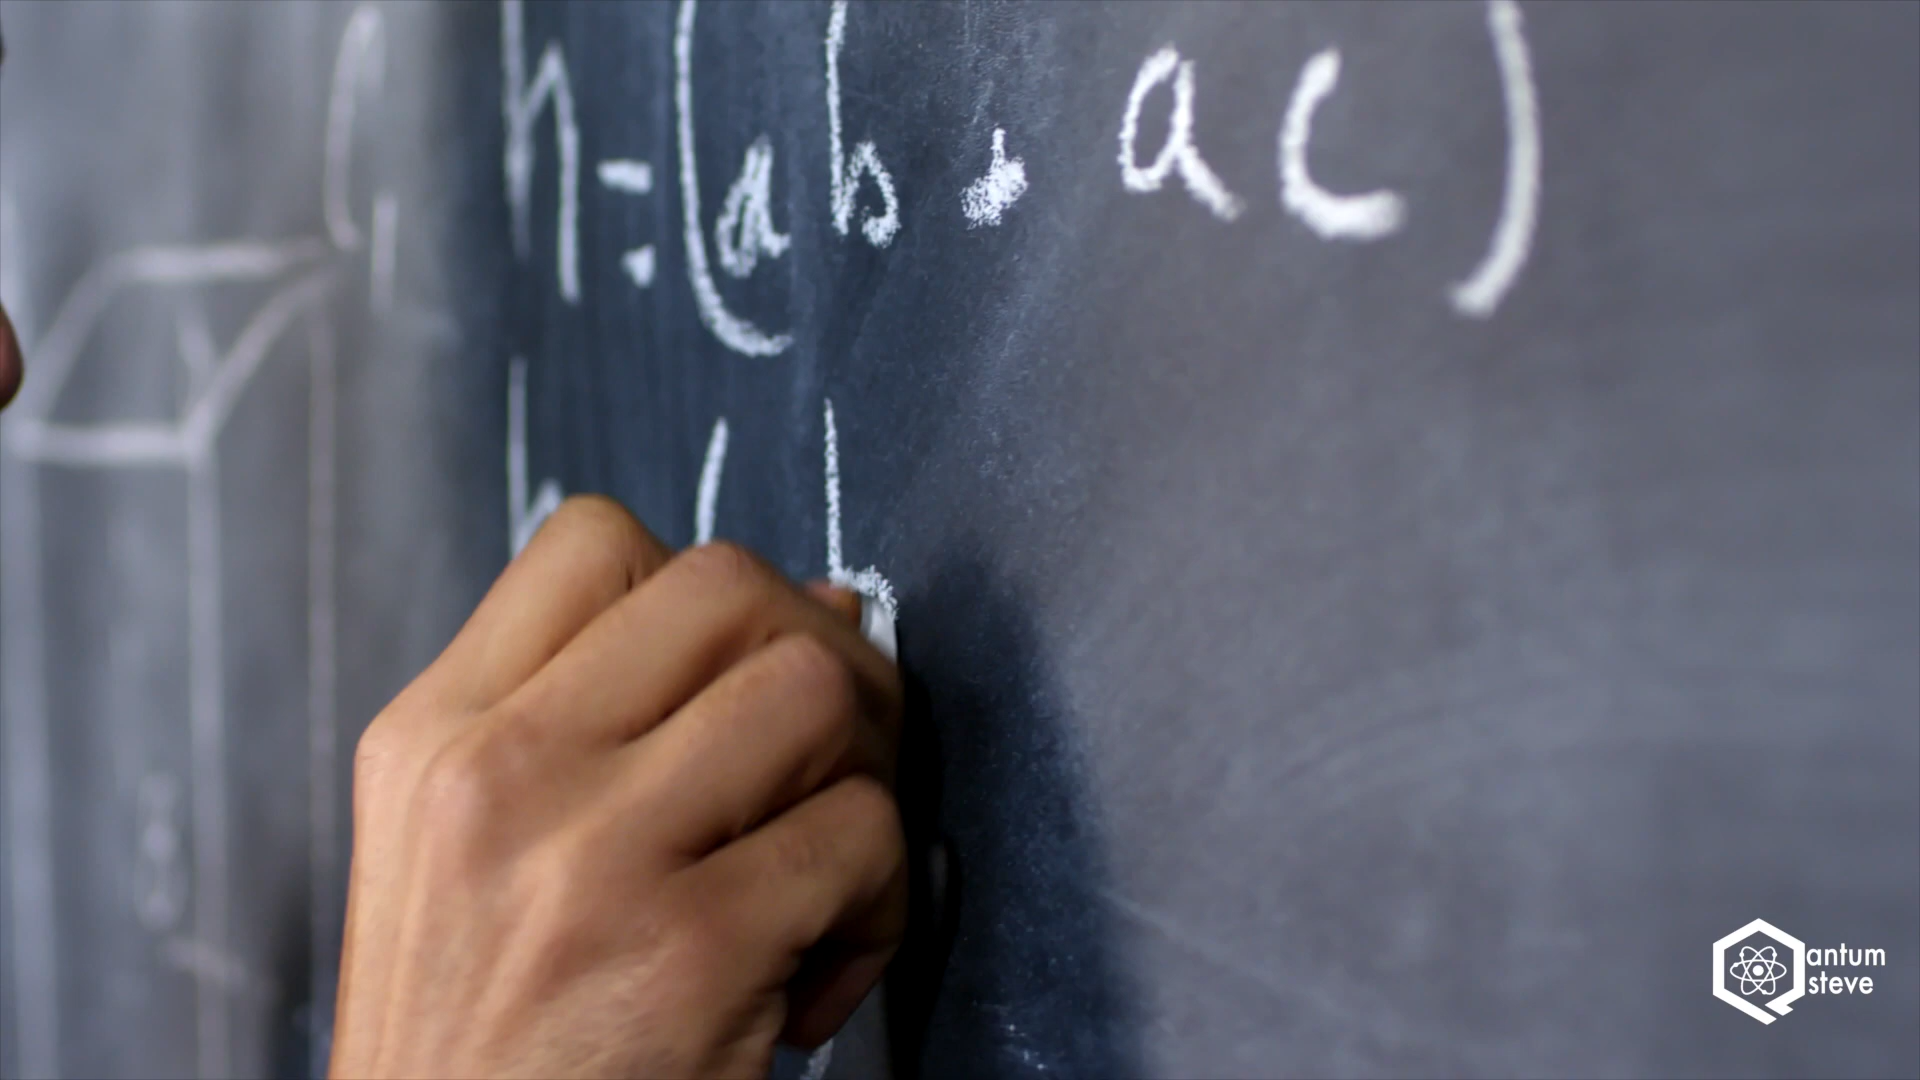 h = (ab . ac)
h ( b
antum
steve